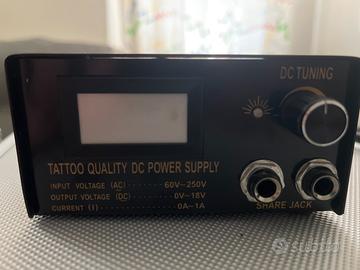 DC TUNING
TATTOO QUALITY DC POWER SUPPLY
INPUT VOLTAGE (AC)········60V~250V
OUTPUT VOLTAGE (DC)·······0V~18V
CURRENT (I)···············0A~1A
SHARE JACK
SUBITO